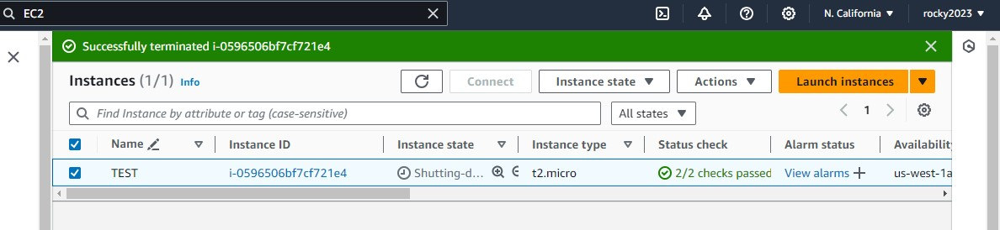 EC2 N. California rocky2023
Successfully terminated i-0596506bf7cf721e4
Instances (1/1) Info Connect Instance state Actions Launch instances
Find Instance by attribute or tag (case-sensitive) All states 1
Name Instance ID Instance state Instance type Status check Alarm status Availability
TEST i-0596506bf7cf721e4 Shutting-d... t2.micro 2/2 checks passed View alarms us-west-1a